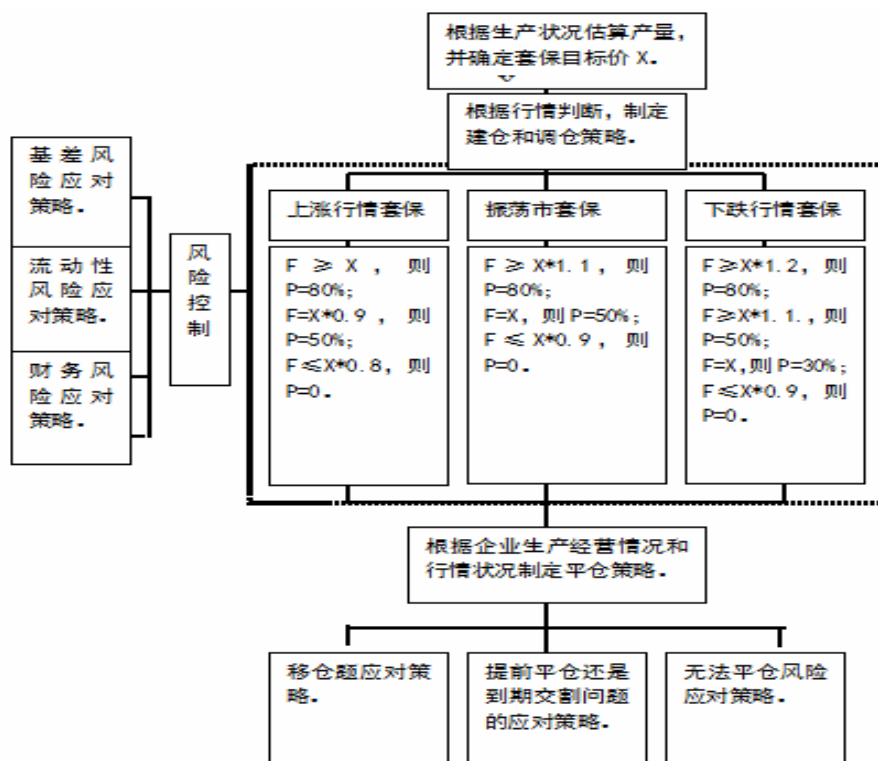 根据生产状况估算产量，
并确定套保目标价 X。
根据行情判断，制定
建仓和调仓策略。
基差风
险应对
策略。
流动性
风险应
对策略。
财务风
险应对
策略。
风
险
控
制
上涨行情套保
F ≥ X ， 则
P=80%;
F=X*0.9 ， 则
P=50%;
F≤X*0.8，则
P=0。
振荡市套保
F ≥ X*1.1，则
P=80%;
F=X，则 P=50%;
F ≤ X*0.9，则
P=0。
下跌行情套保
F≥X*1.2，则
P=80%;
F≥X*1.1.，则
P=50%;
F=X,则 P=30%;
F≤X*0.9，则
P=0。
根据企业生产经营情况和
行情状况制定平仓策略。
移仓题应对策
略。
提前平仓还是
到期交割问题
的应对策略。
无法平仓风险
应对策略。